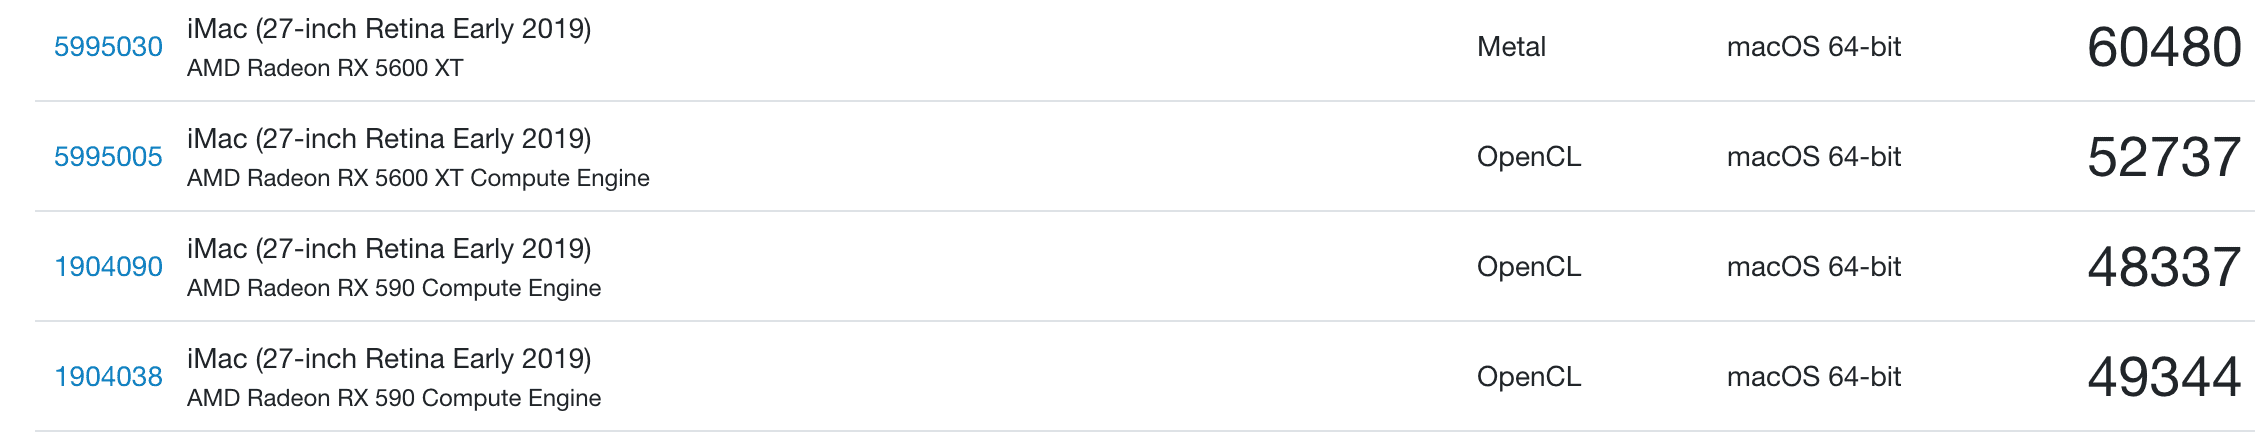 iMac (27-inch Retina Early 2019)
5995030 Metal macOS 64-bit 60480
AMD Radeon RX 5600 XT
iMac (27-inch Retina Early 2019)
5995005 OpenCL macOS 64-bit 52737
AMD Radeon RX 5600 XT Compute Engine
iMac (27-inch Retina Early 2019)
1904090 OpenCL macOS 64-bit 48337
AMD Radeon RX 590 Compute Engine
iMac (27-inch Retina Early 2019)
1904038 OpenCL macOS 64-bit 49344
AMD Radeon RX 590 Compute Engine